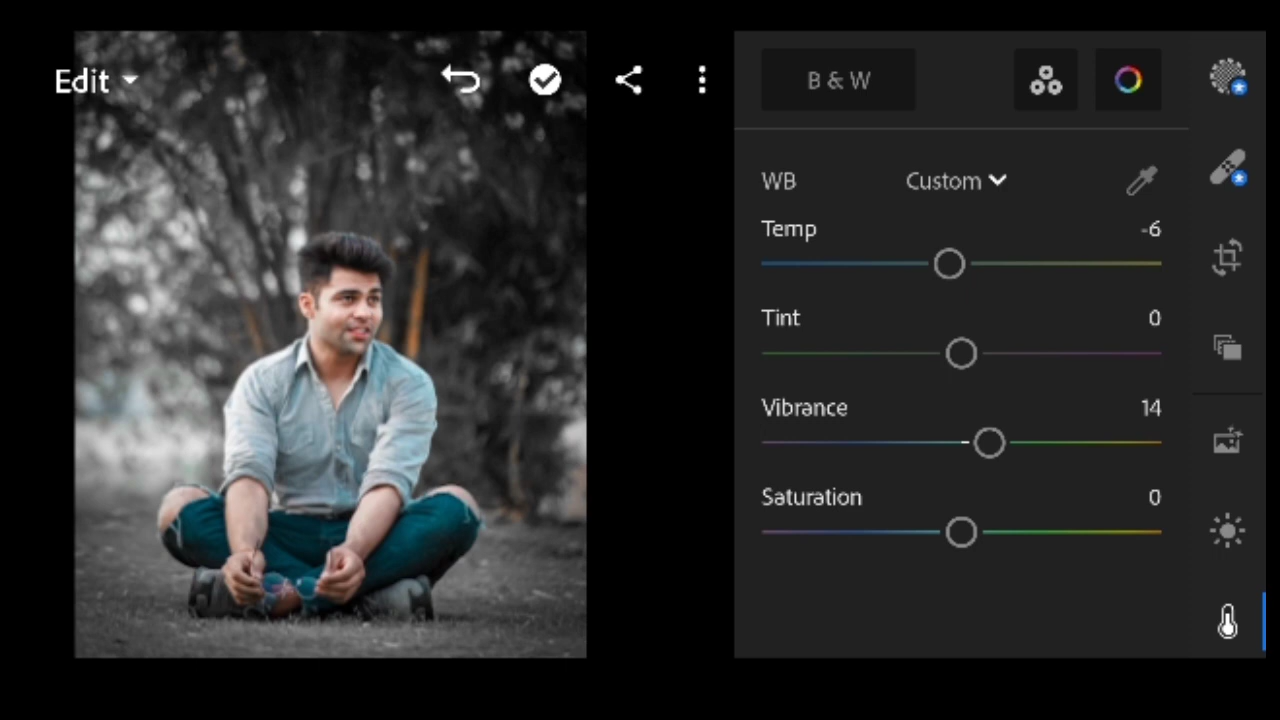 Edit
B & W
WB Custom
Temp -6
Tint 0
Vibrance 14
Saturation 0